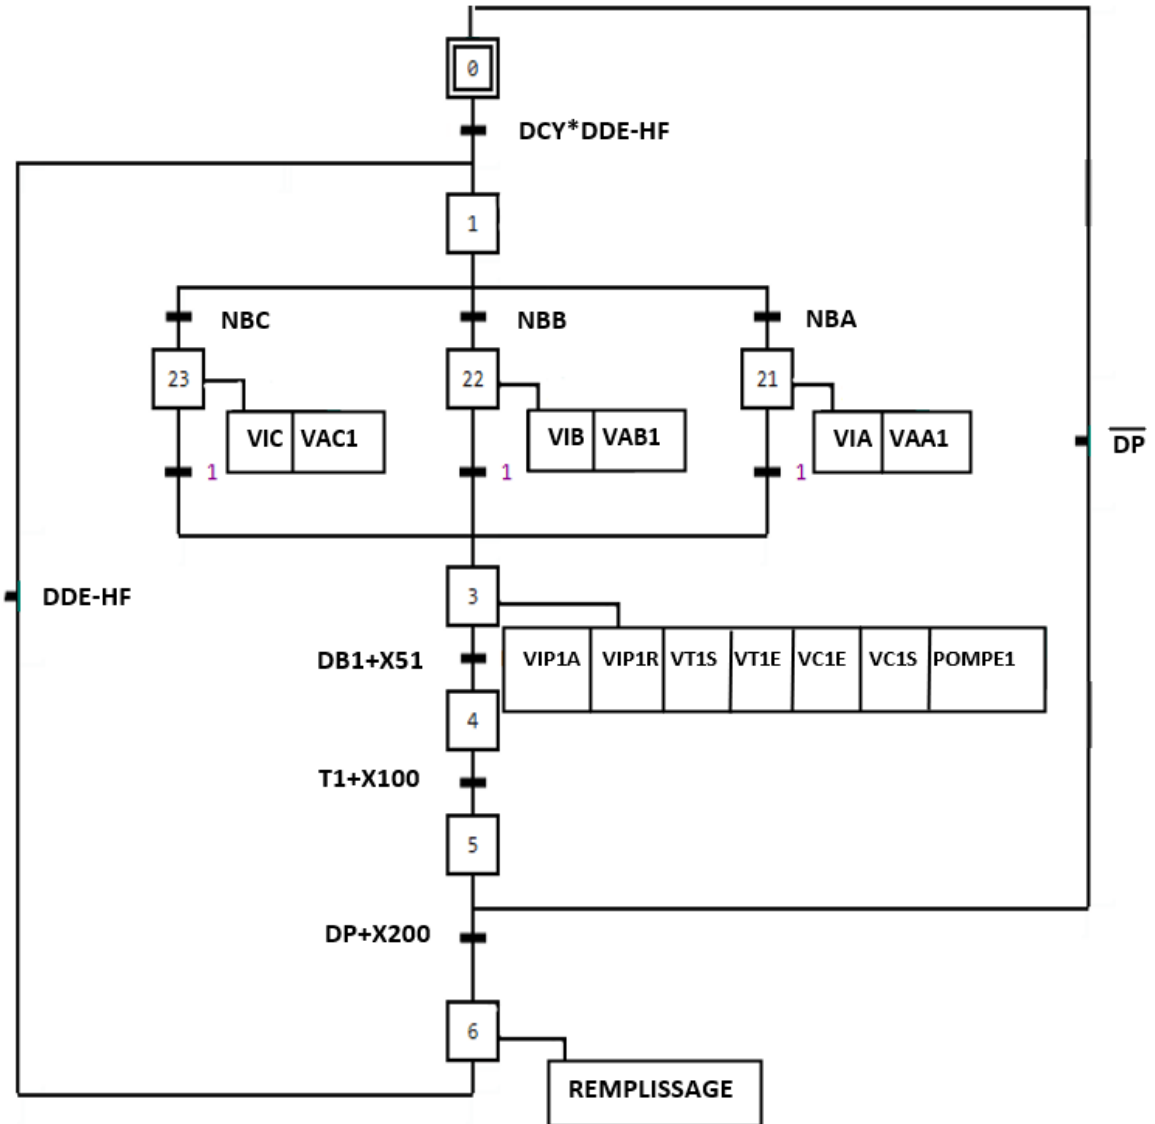 0
DCY*DDE-HF
1
NBC NBB NBA
23 22 21
VIC VAC1 VIB VAB1 VIA VAA1
1 1 1
DP
3
DDE-HF
DB1+X51 VIP1A VIP1R VT1S VT1E VC1E VC1S POMPE1
4
T1+X100
5
DP+X200
6
REMPLISSAGE